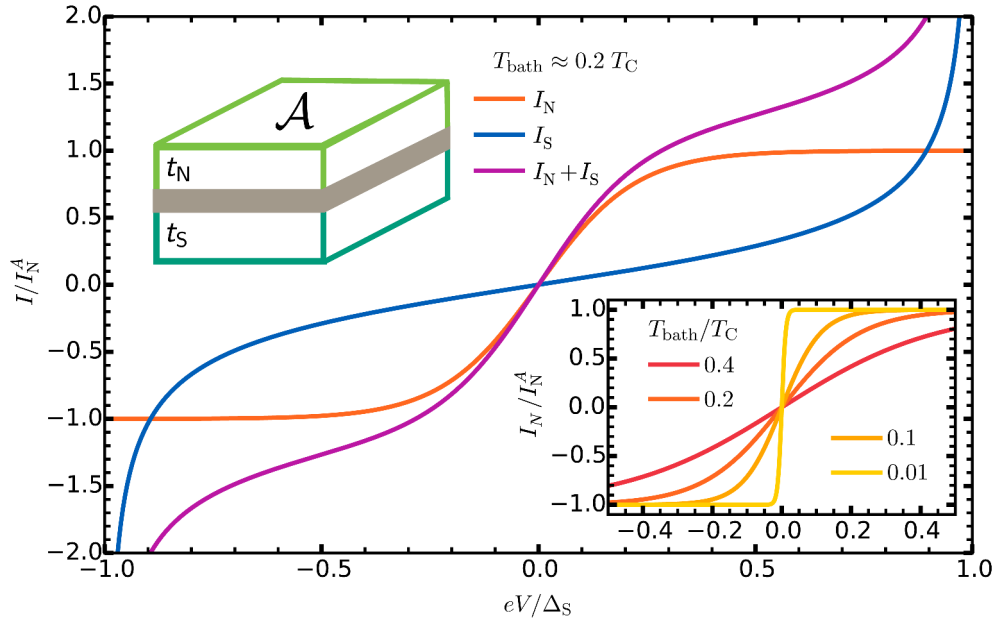 2.0
1.5
1.0
0.5
0.0
−0.5
−1.0
−1.5
−2.0
I/I_N^A
𝒜
t_N
t_S
T_bath ≈ 0.2 T_C
I_N
I_S
I_N + I_S
1.0
0.5
0.0
−0.5
−1.0
I_N/I_N^A
T_bath/T_C
0.4
0.2
0.1
0.01
−0.4 −0.2 0.0 0.2 0.4
−1.0 −0.5 0.0 0.5 1.0
eV/Δ_S